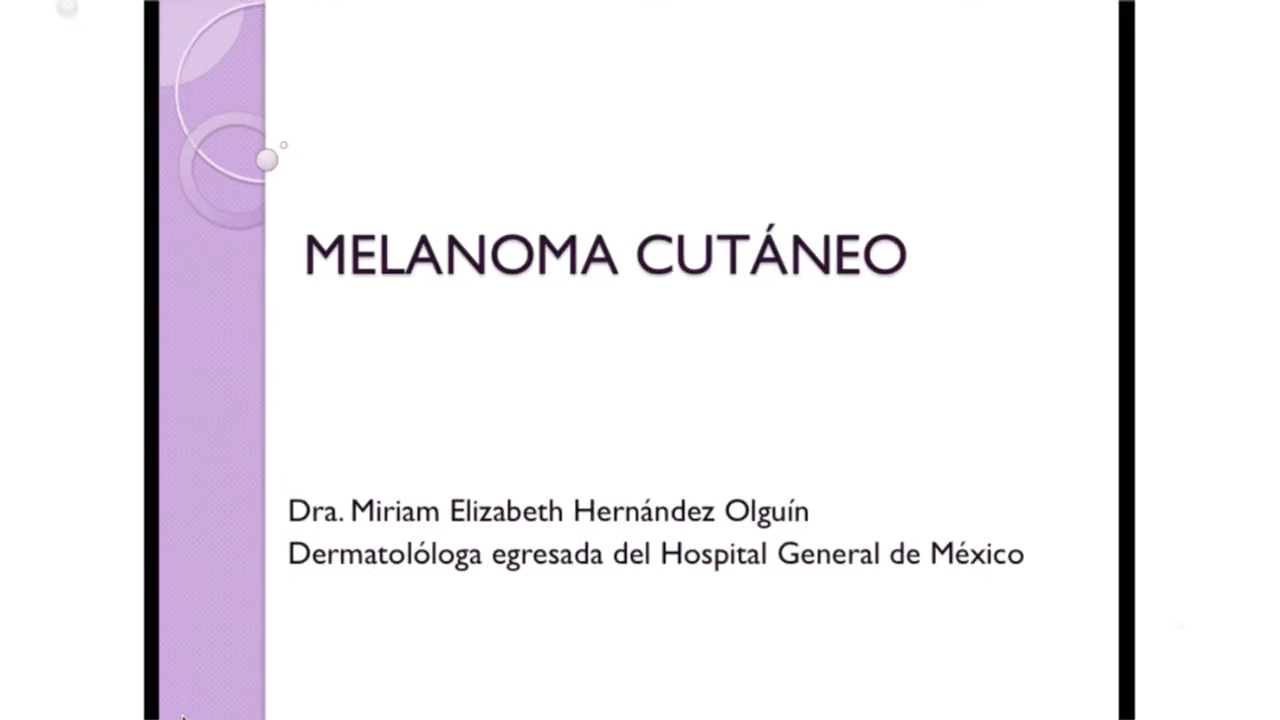 MELANOMA CUTÁNEO
Dra. Miriam Elizabeth Hernández Olguín
Dermatolóloga egresada del Hospital General de México